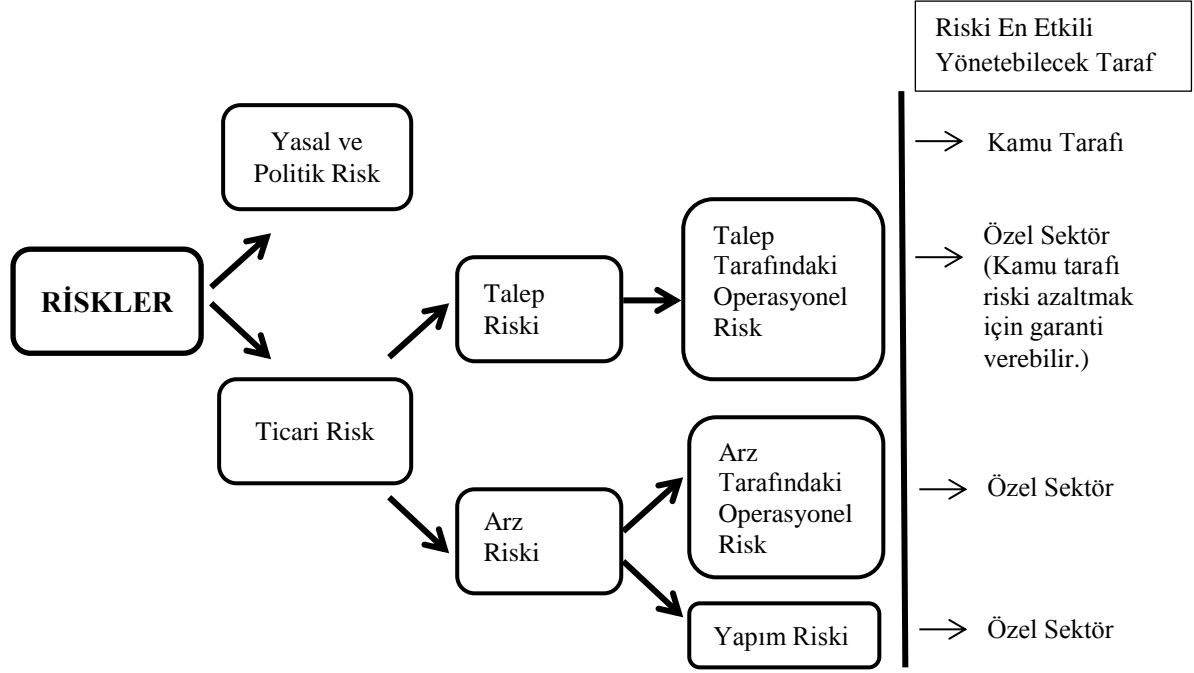 Riski En Etkili
Yönetebilecek Taraf
Yasal ve
Politik Risk
Kamu Tarafı
RİSKLER
Talep
Riski
Talep
Tarafındaki
Operasyonel
Risk
Özel Sektör
(Kamu tarafı
riski azaltmak
için garanti
verebilir.)
Ticari Risk
Arz
Riski
Arz
Tarafındaki
Operasyonel
Risk
Özel Sektör
Yapım Riski
Özel Sektör